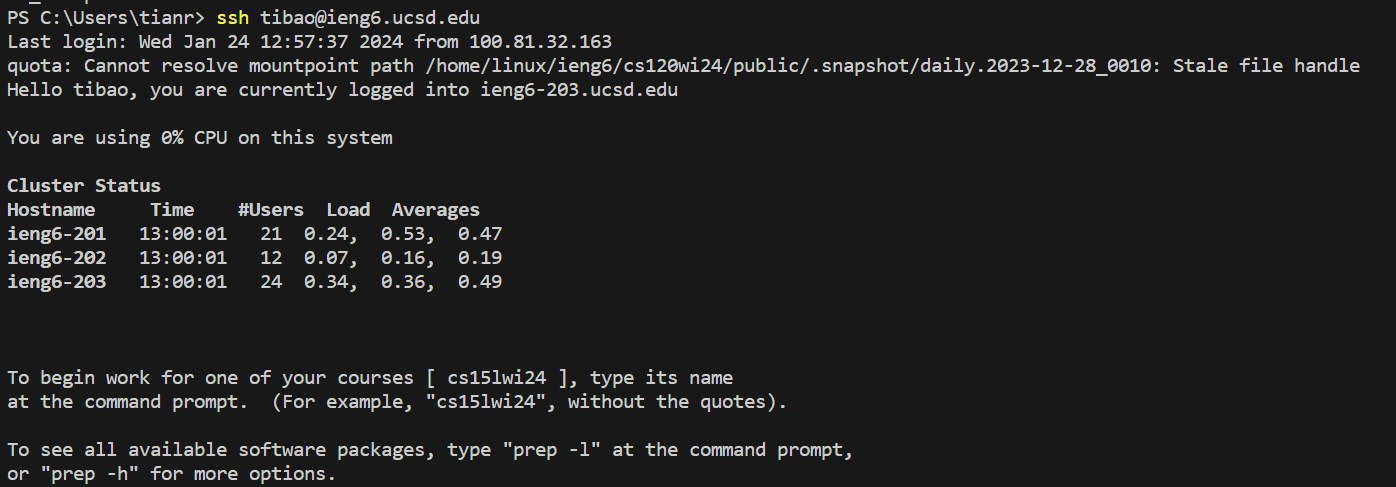 PS C:\Users\tianr> ssh tibao@ieng6.ucsd.edu
Last login: Wed Jan 24 12:57:37 2024 from 100.81.32.163
quota: Cannot resolve mountpoint path /home/linux/ieng6/cs120wi24/public/.snapshot/daily.2023-12-28_0010: Stale file handle
Hello tibao, you are currently logged into ieng6-203.ucsd.edu
You are using 0% CPU on this system
Cluster Status
Hostname     Time    #Users  Load  Averages
ieng6-201   13:00:01   21  0.24,  0.53,  0.47
ieng6-202   13:00:01   12  0.07,  0.16,  0.19
ieng6-203   13:00:01   24  0.34,  0.36,  0.49
To begin work for one of your courses [ cs15lwi24 ], type its name
at the command prompt.  (For example, "cs15lwi24", without the quotes).
To see all available software packages, type "prep -l" at the command prompt,
or "prep -h" for more options.